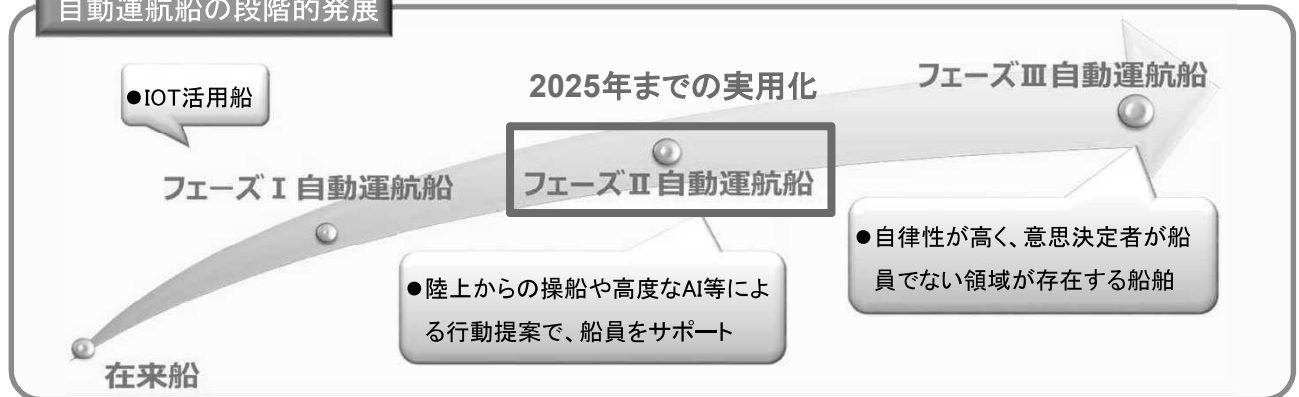 自動運航船の段階的発展
●IOT活用船
2025年までの実用化
フェーズⅢ自動運航船
フェーズⅠ自動運航船
フェーズⅡ自動運航船
●自律性が高く、意思決定者が船
員でない領域が存在する船舶
●陸上からの操船や高度なAI等によ
る行動提案で、船員をサポート
在来船